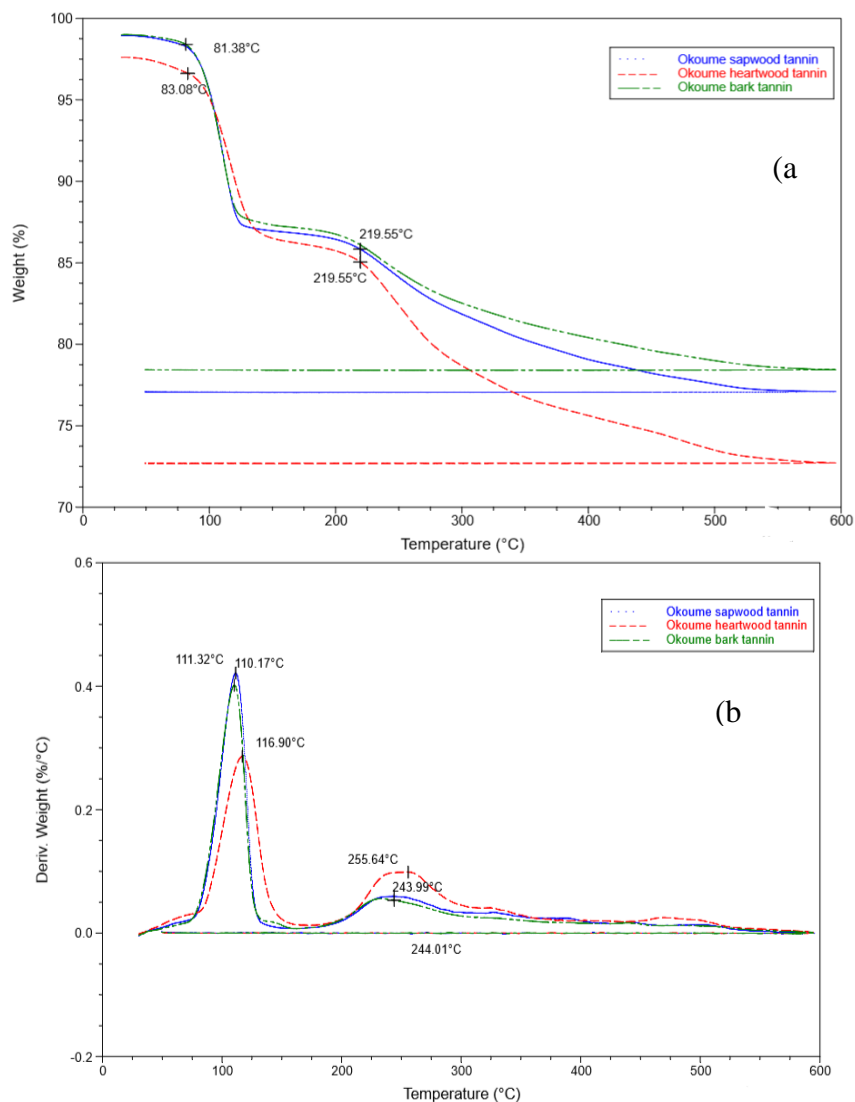 100
95
90
85
80
75
70
Weight (%)
81.38°C
83.08°C
219.55°C
219.55°C
Okoume sapwood tannin
Okoume heartwood tannin
Okoume bark tannin
(a
0
100
200
300
400
500
600
Temperature (°C)
0.6
0.4
0.2
0.0
-0.2
Deriv. Weight (%/°C)
111.32°C
110.17°C
116.90°C
255.64°C
243.99°C
244.01°C
Okoume sapwood tannin
Okoume heartwood tannin
Okoume bark tannin
(b
0
100
200
300
400
500
600
Temperature (°C)